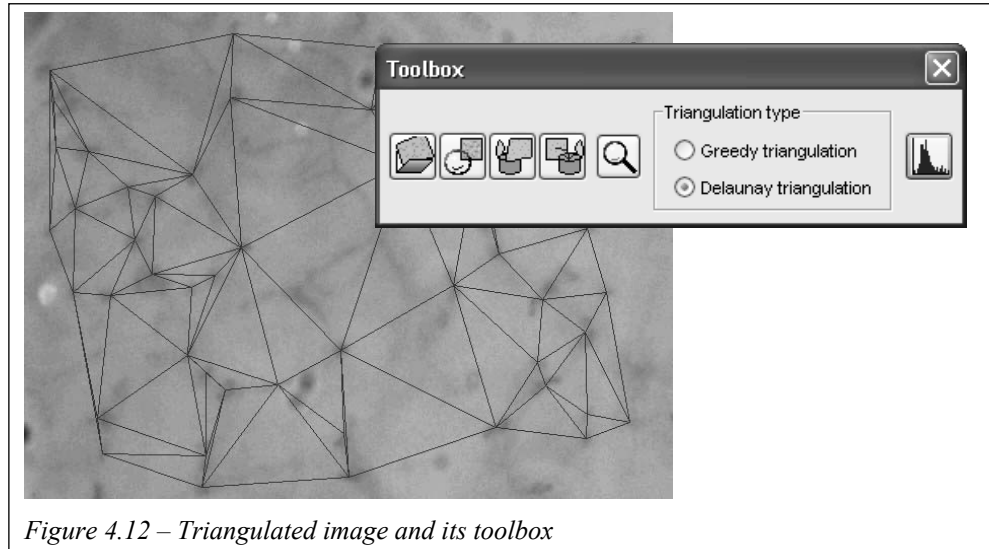 Toolbox
Triangulation type
Greedy triangulation
Delaunay triangulation
Figure 4.12 – Triangulated image and its toolbox